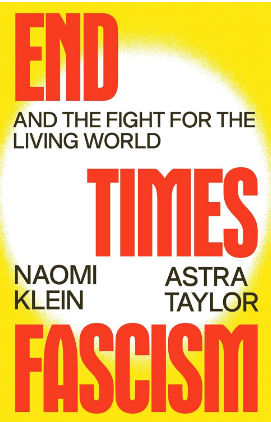 END
AND THE FIGHT FOR THE
LIVING WORLD
TIMES
NAOMI
KLEIN
ASTRA
TAYLOR
FASCISM